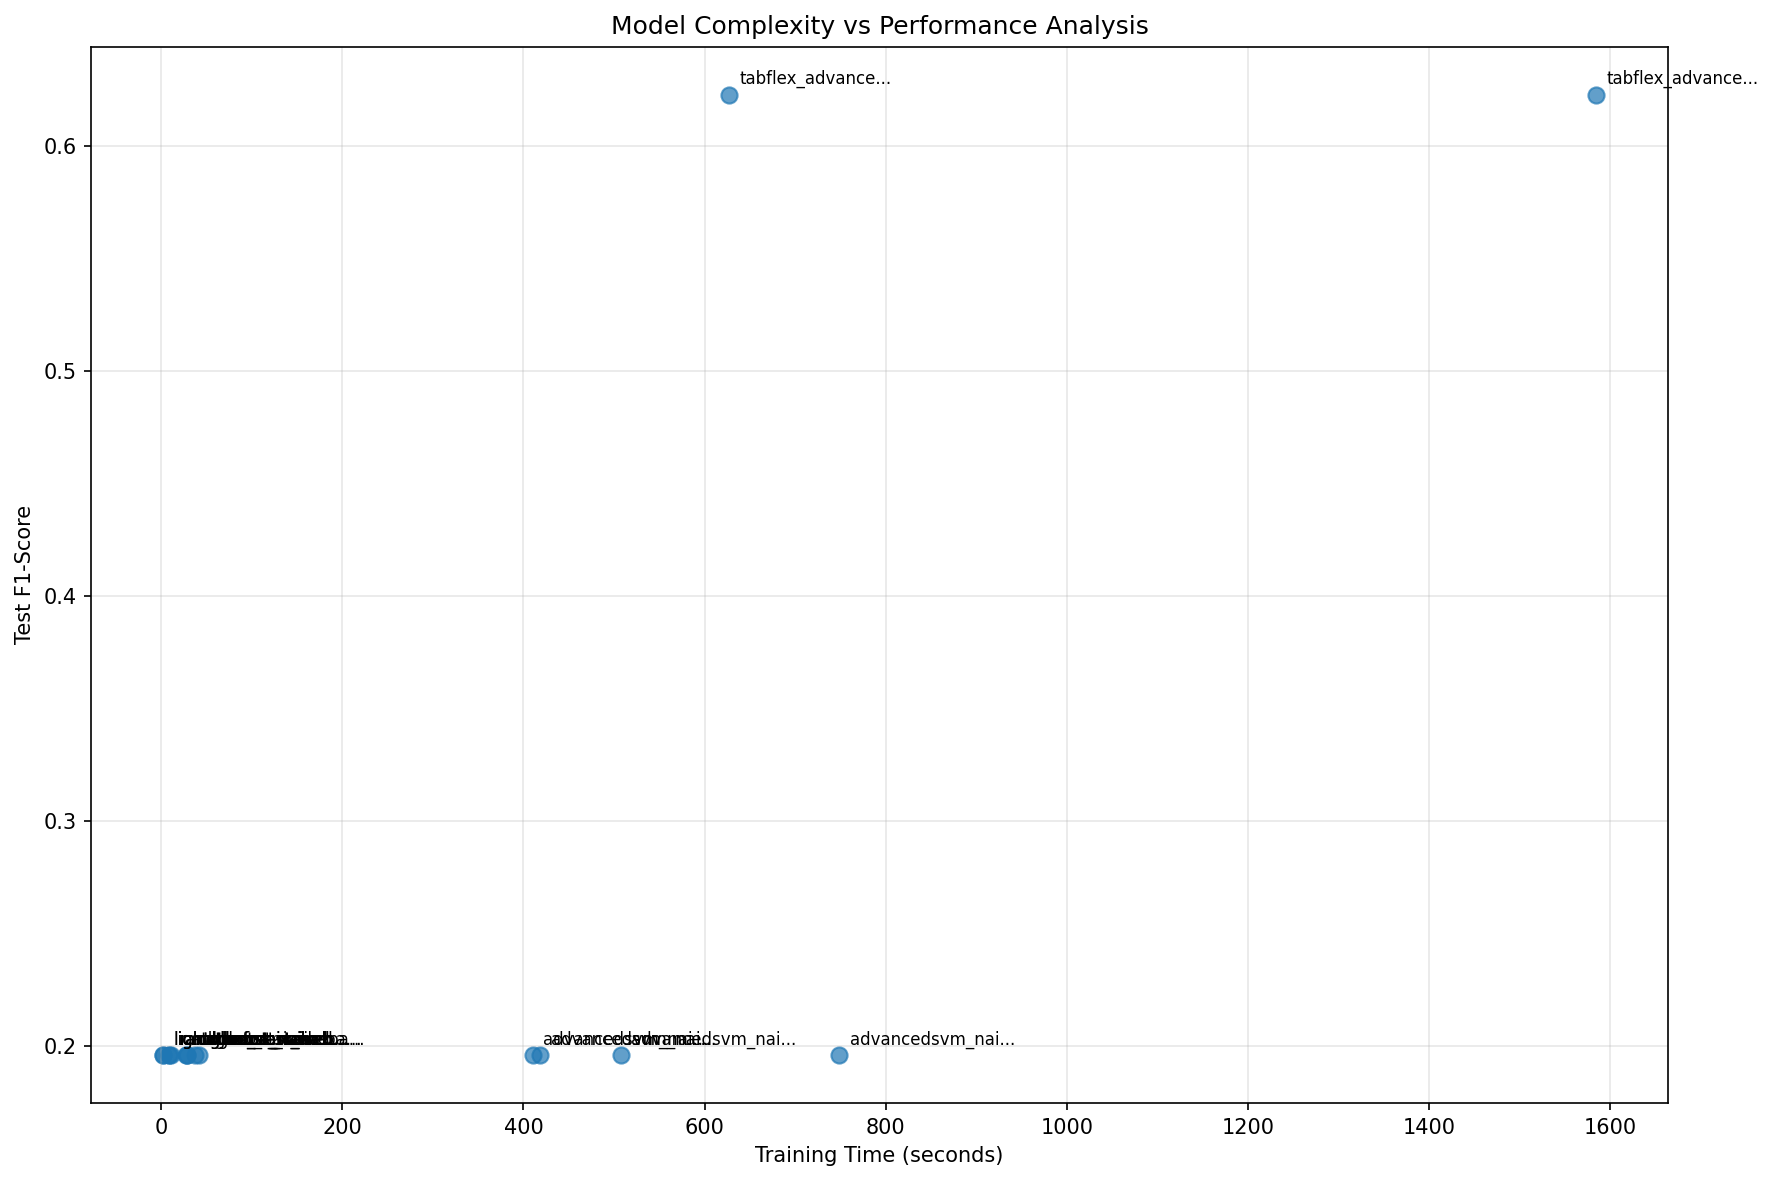 Model Complexity vs Performance Analysis
tabflex_advance...
tabflex_advance...
0.6
0.5
0.4
0.3
0.2
Test F1-Score
advancedsvm_nai...
0
200
400
600
800
1000
1200
1400
1600
Training Time (seconds)